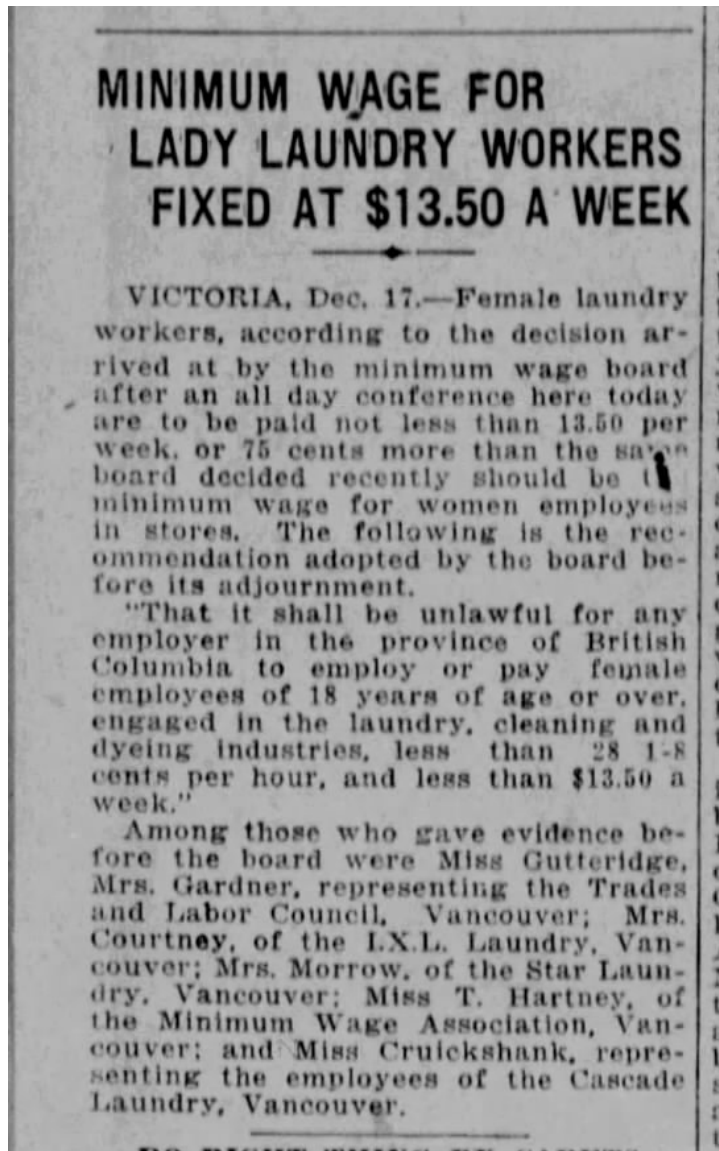 MINIMUM WAGE FOR
LADY LAUNDRY WORKERS
FIXED AT $13.50 A WEEK
VICTORIA, Dec. 17.—Female laundry
workers, according to the decision ar-
rived at by the minimum wage board
after an all day conference here today
are to be paid not less than 13.50 per
week, or 75 cents more than the same
board decided recently should be
minimum wage for women employees
in stores. The following is the rec-
ommendation adopted by the board be-
fore its adjournment.
"That it shall be unlawful for any
employer in the province of British
Columbia to employ or pay female
employees of 18 years of age or over,
engaged in the laundry, cleaning and
dyeing industries, less than 28 1-8
cents per hour, and less than $13.50 a
week."
Among those who gave evidence be-
fore the board were Miss Gutteridge,
Mrs. Gardner, representing the Trades
and Labor Council, Vancouver; Mrs.
Courtney, of the I.X.L. Laundry, Van-
couver; Mrs. Morrow, of the Star Laun-
dry, Vancouver; Miss T. Hartney, of
the Minimum Wage Association, Van-
couver; and Miss Cruickshank, repre-
senting the employees of the Cascade
Laundry, Vancouver.